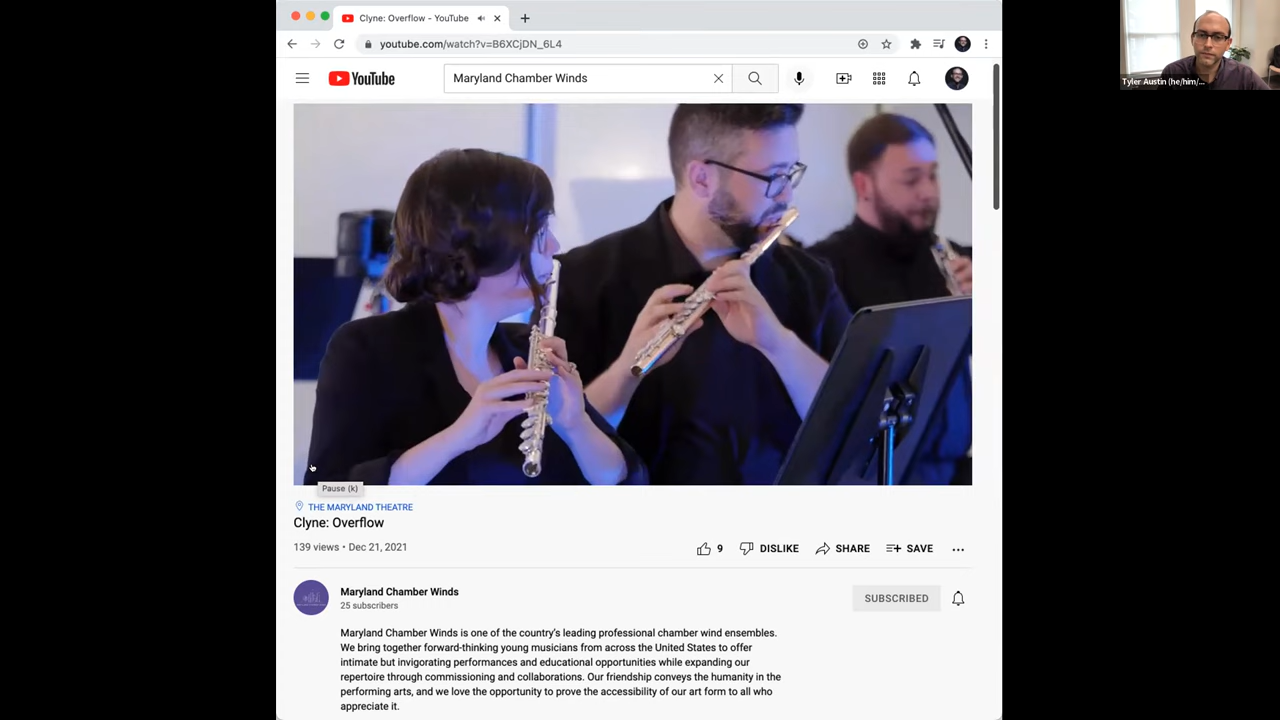 Clyne: Overflow - YouTube
youtube.com/watch?v=B6XCjDN_6L4
YouTube
Maryland Chamber Winds
Tyler Austin (he/him/...
Pause (k)
THE MARYLAND THEATRE
Clyne: Overflow
139 views • Dec 21, 2021
9 DISLIKE SHARE SAVE
Maryland Chamber Winds
25 subscribers
SUBSCRIBED
Maryland Chamber Winds is one of the country's leading professional chamber wind ensembles.
We bring together forward-thinking young musicians from across the United States to offer
intimate but invigorating performances and educational opportunities while expanding our
repertoire through commissioning and collaborations. Our friendship conveys the humanity in the
performing arts, and we love the opportunity to prove the accessibility of our art form to all who
appreciate it.